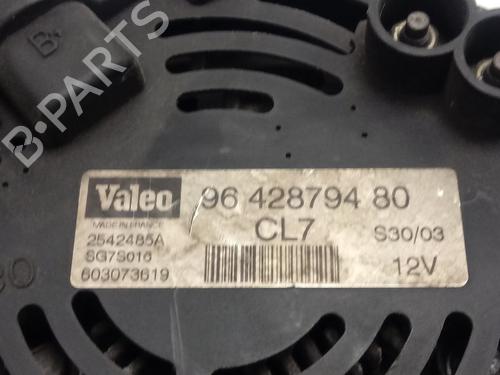 B+
B-PARTS
Valeo 96 428794 80
MADE IN FRANCE
CL7 S30/03
2542485A
SG7S016
603073619
12V